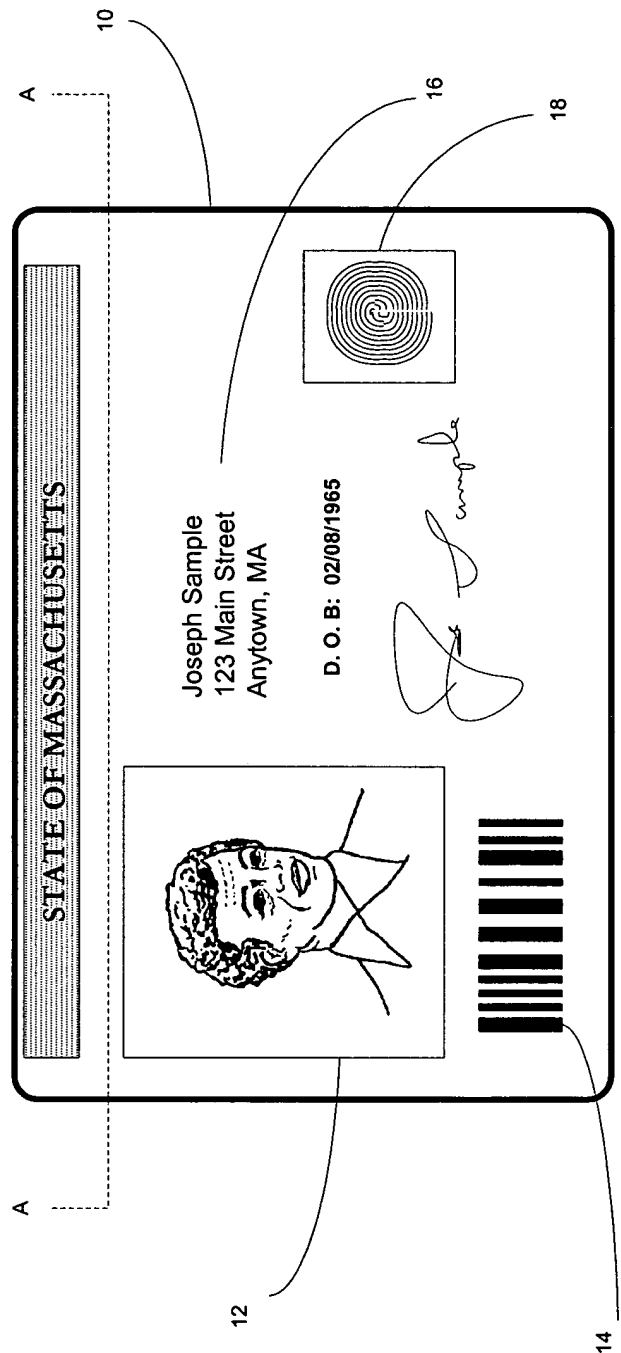 A
A
10
STATE OF MASSACHUSETTS
16
18
Joseph Sample
123 Main Street
Anytown, MA
D. O. B: 02/08/1965
12
14